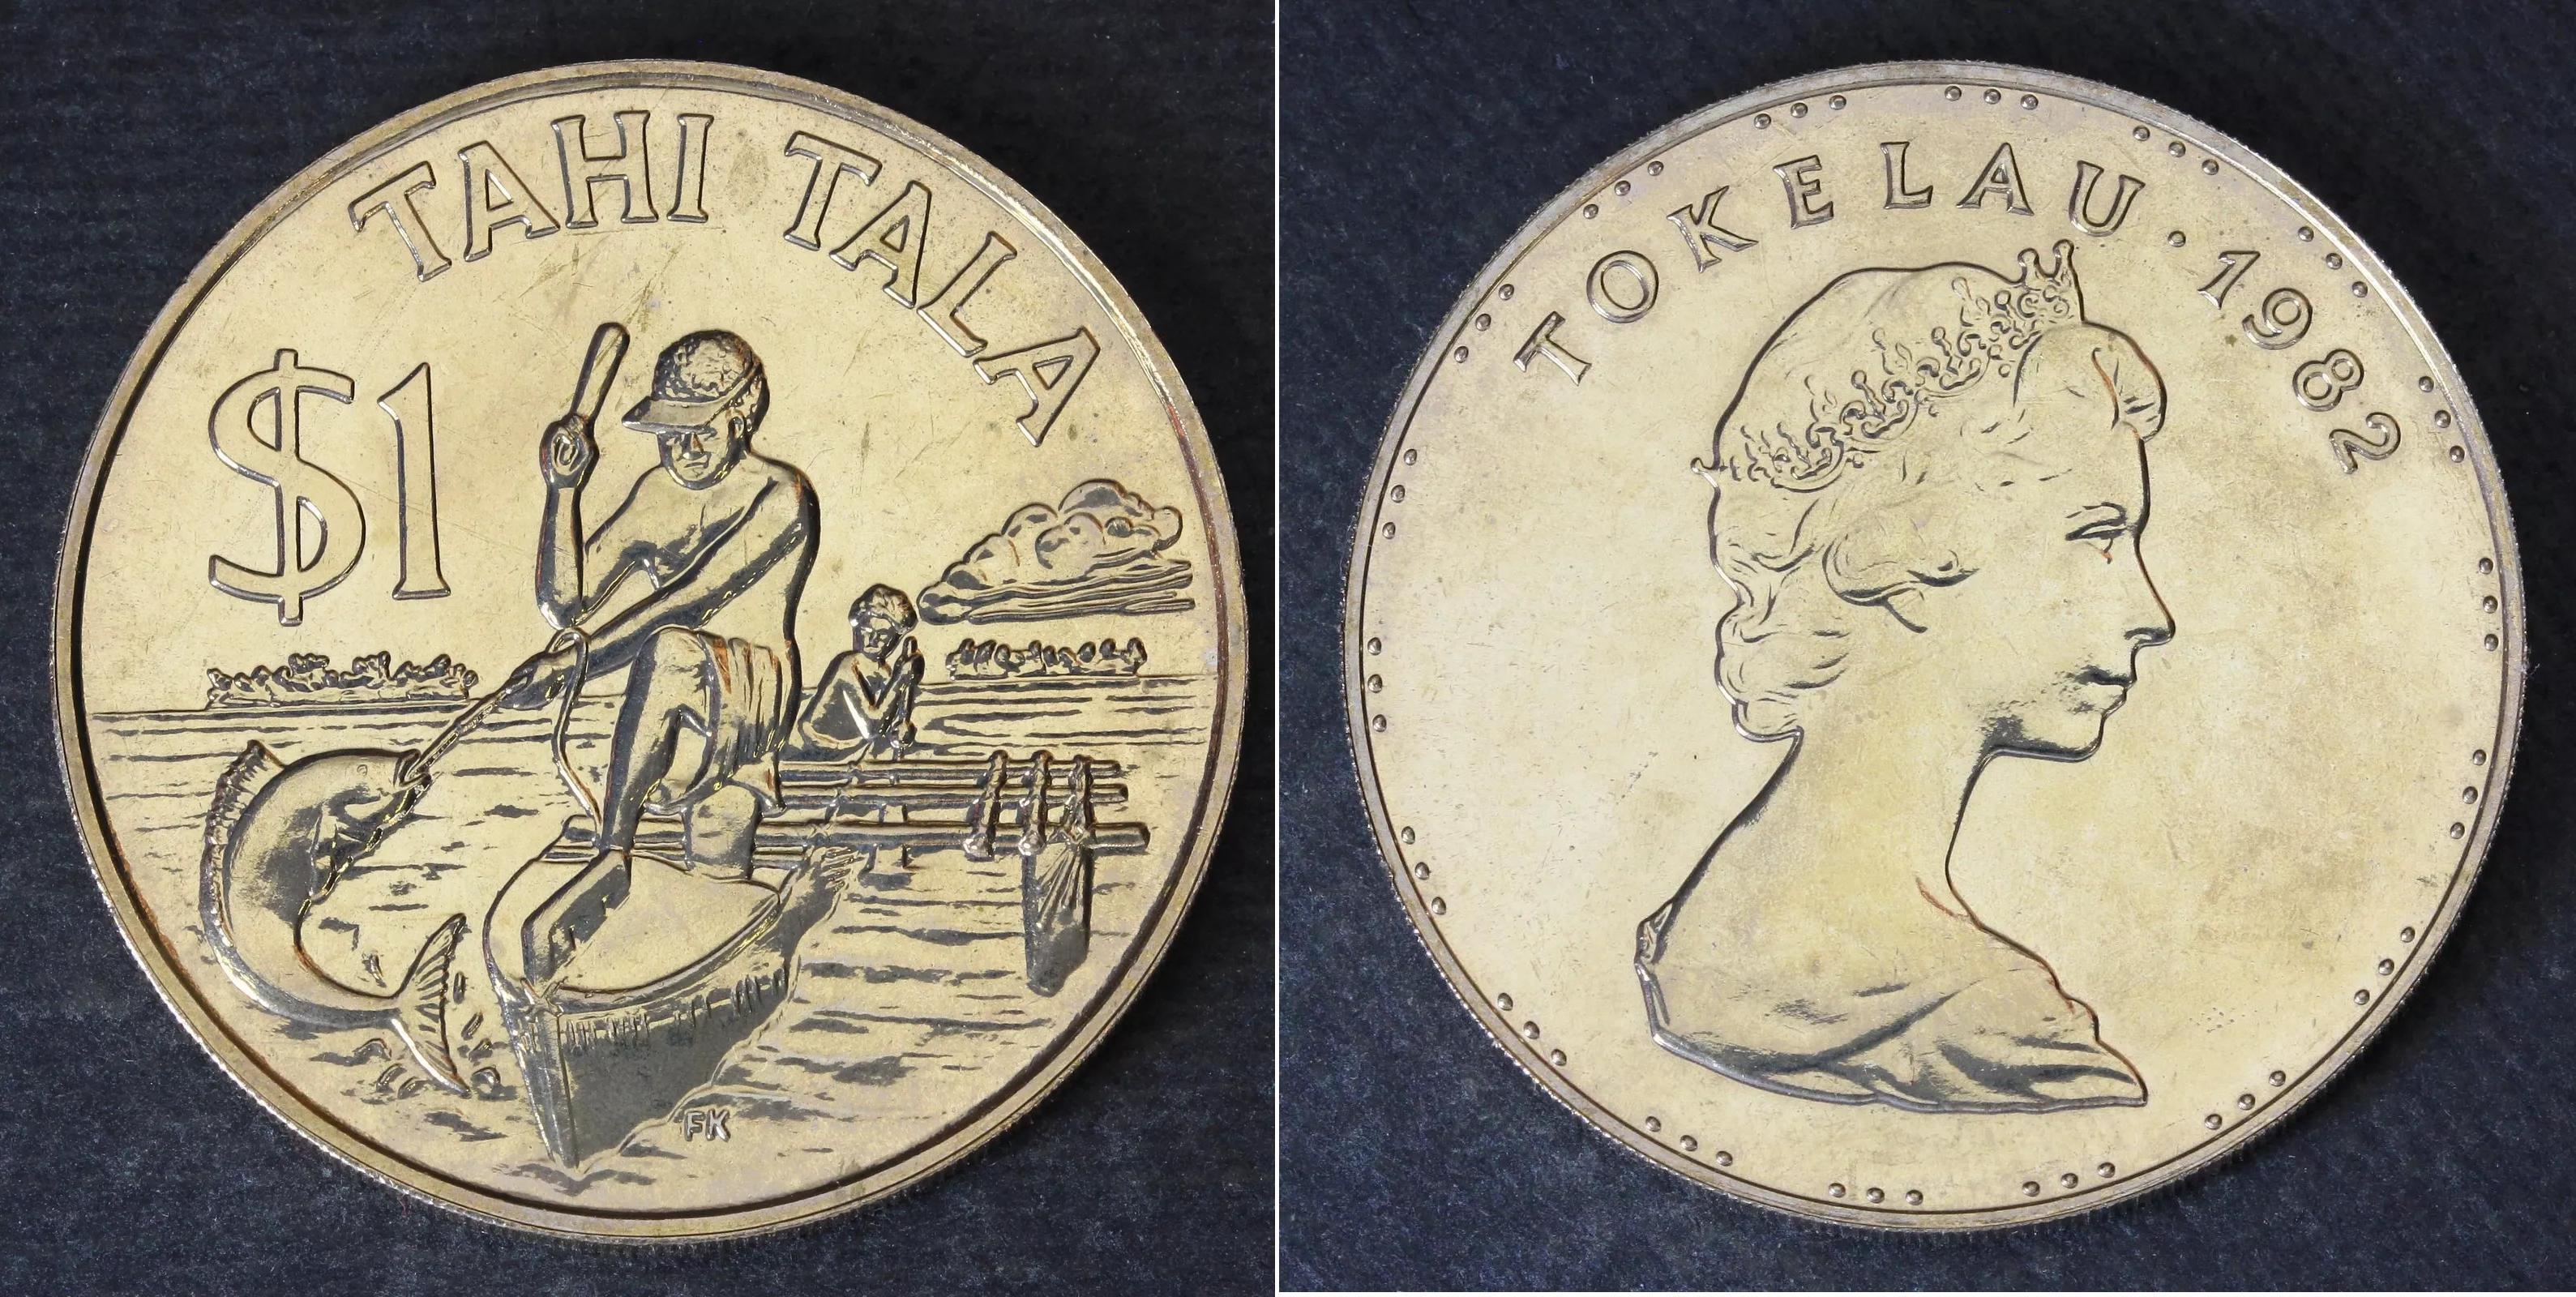 TAHI TALA
$1
FK
TOKELAU · 1982